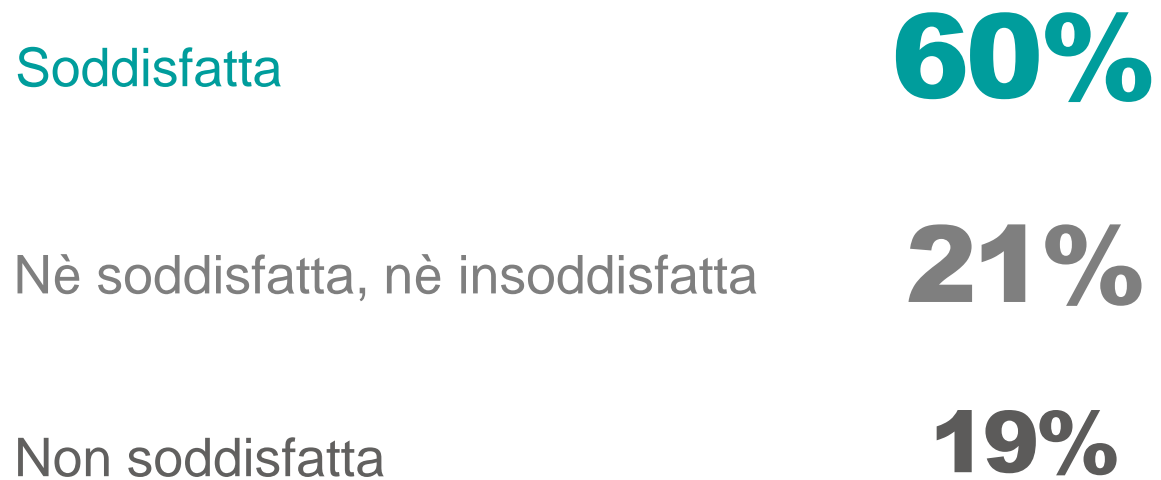 Soddisfatta 60%
Nè soddisfatta, nè insoddisfatta 21%
Non soddisfatta 19%